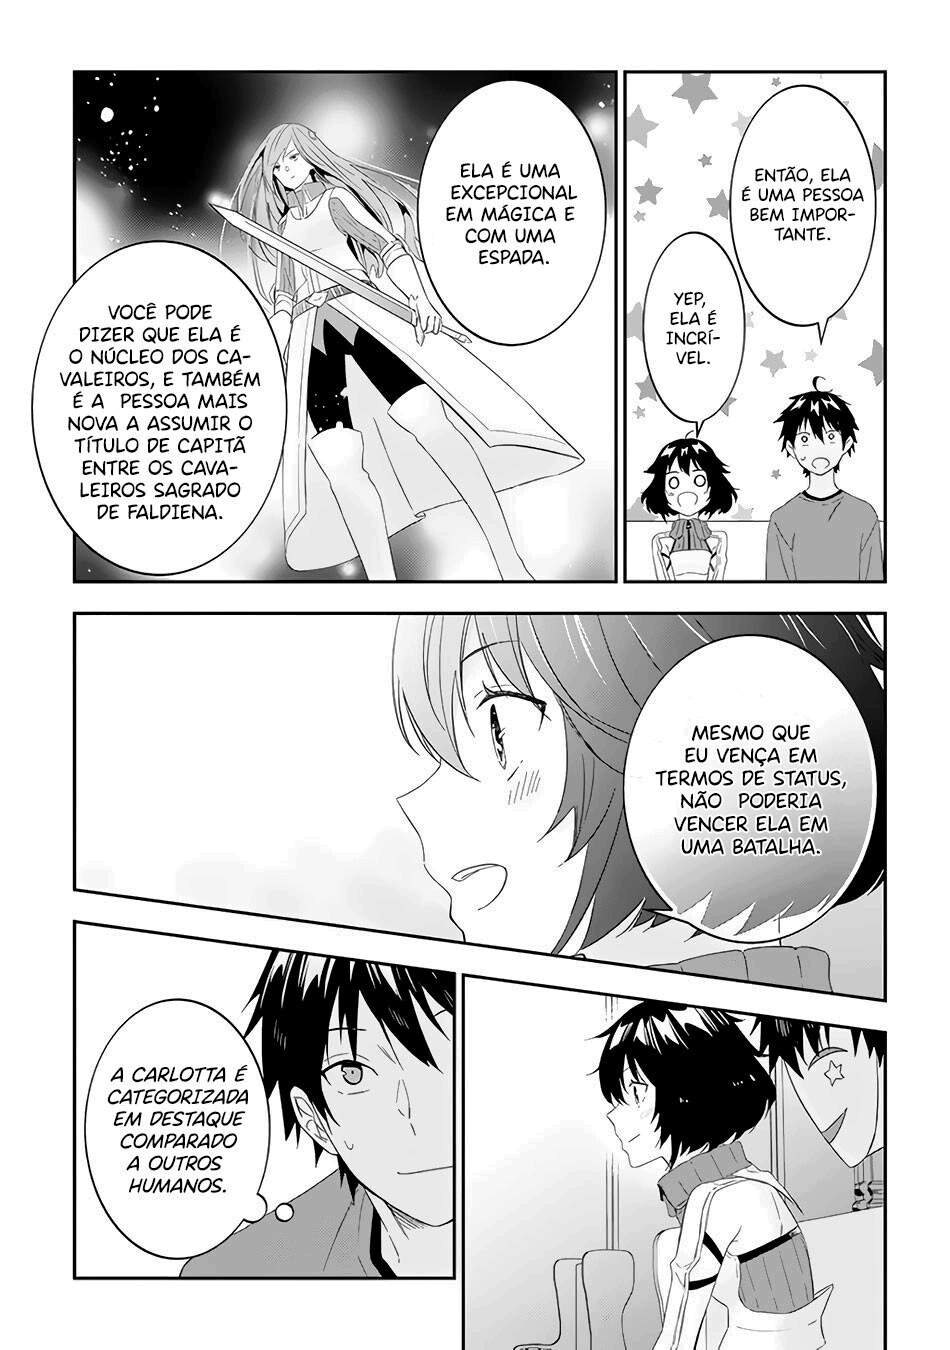 ENTÃO, ELA
É UMA PESSOA
BEM IMPOR-
TANTE.
YEP,
ELA É
INCRÍ-
VEL.
ELA É UMA
EXCEPCIONAL
EM MÁGICA E
COM UMA
ESPADA.
VOCÊ PODE
DIZER QUE ELA É
O NÚCLEO DOS CA-
VALEIROS, E TAMBÉM
É A PESSOA MAIS
NOVA A ASSUMIR O
TÍTULO DE CAPITÃ
ENTRE OS CAVA-
LEIROS SAGRADO
DE FALDIENA.
MESMO QUE
EU VENÇA EM
TERMOS DE STATUS,
NÃO PODERIA
VENCER ELA EM
UMA BATALHA.
A CARLOTTA É
CATEGORIZADA
EM DESTAQUE
COMPARADO
A OUTROS
HUMANOS.